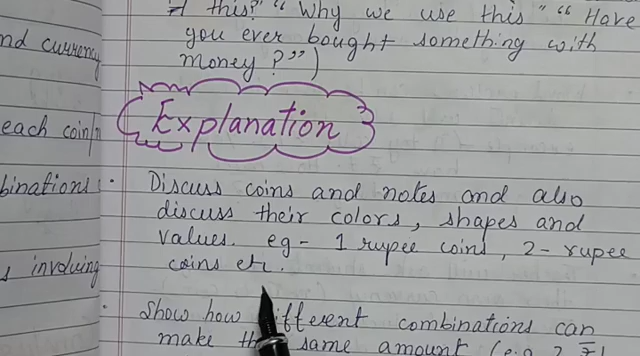 this?" "Why we use this" "Have
nd currency
you ever bought something with
money?")
Explanation
each coin/n
binations
• Discuss coins and notes and also
discuss their colors, shapes and
values. eg - 1 rupee coins, 2-rupee
s involving
coins etc.
• Show how different combinations can
make the same amount (e.g